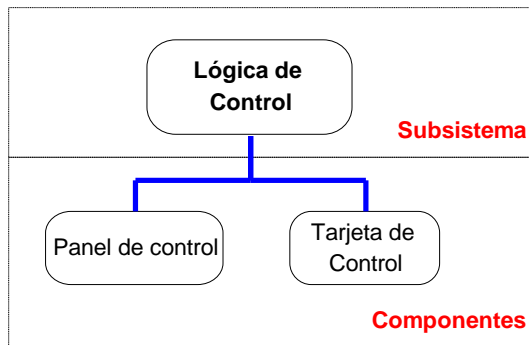 Lógica de
Control
Subsistema
Panel de control
Tarjeta de
Control
Componentes